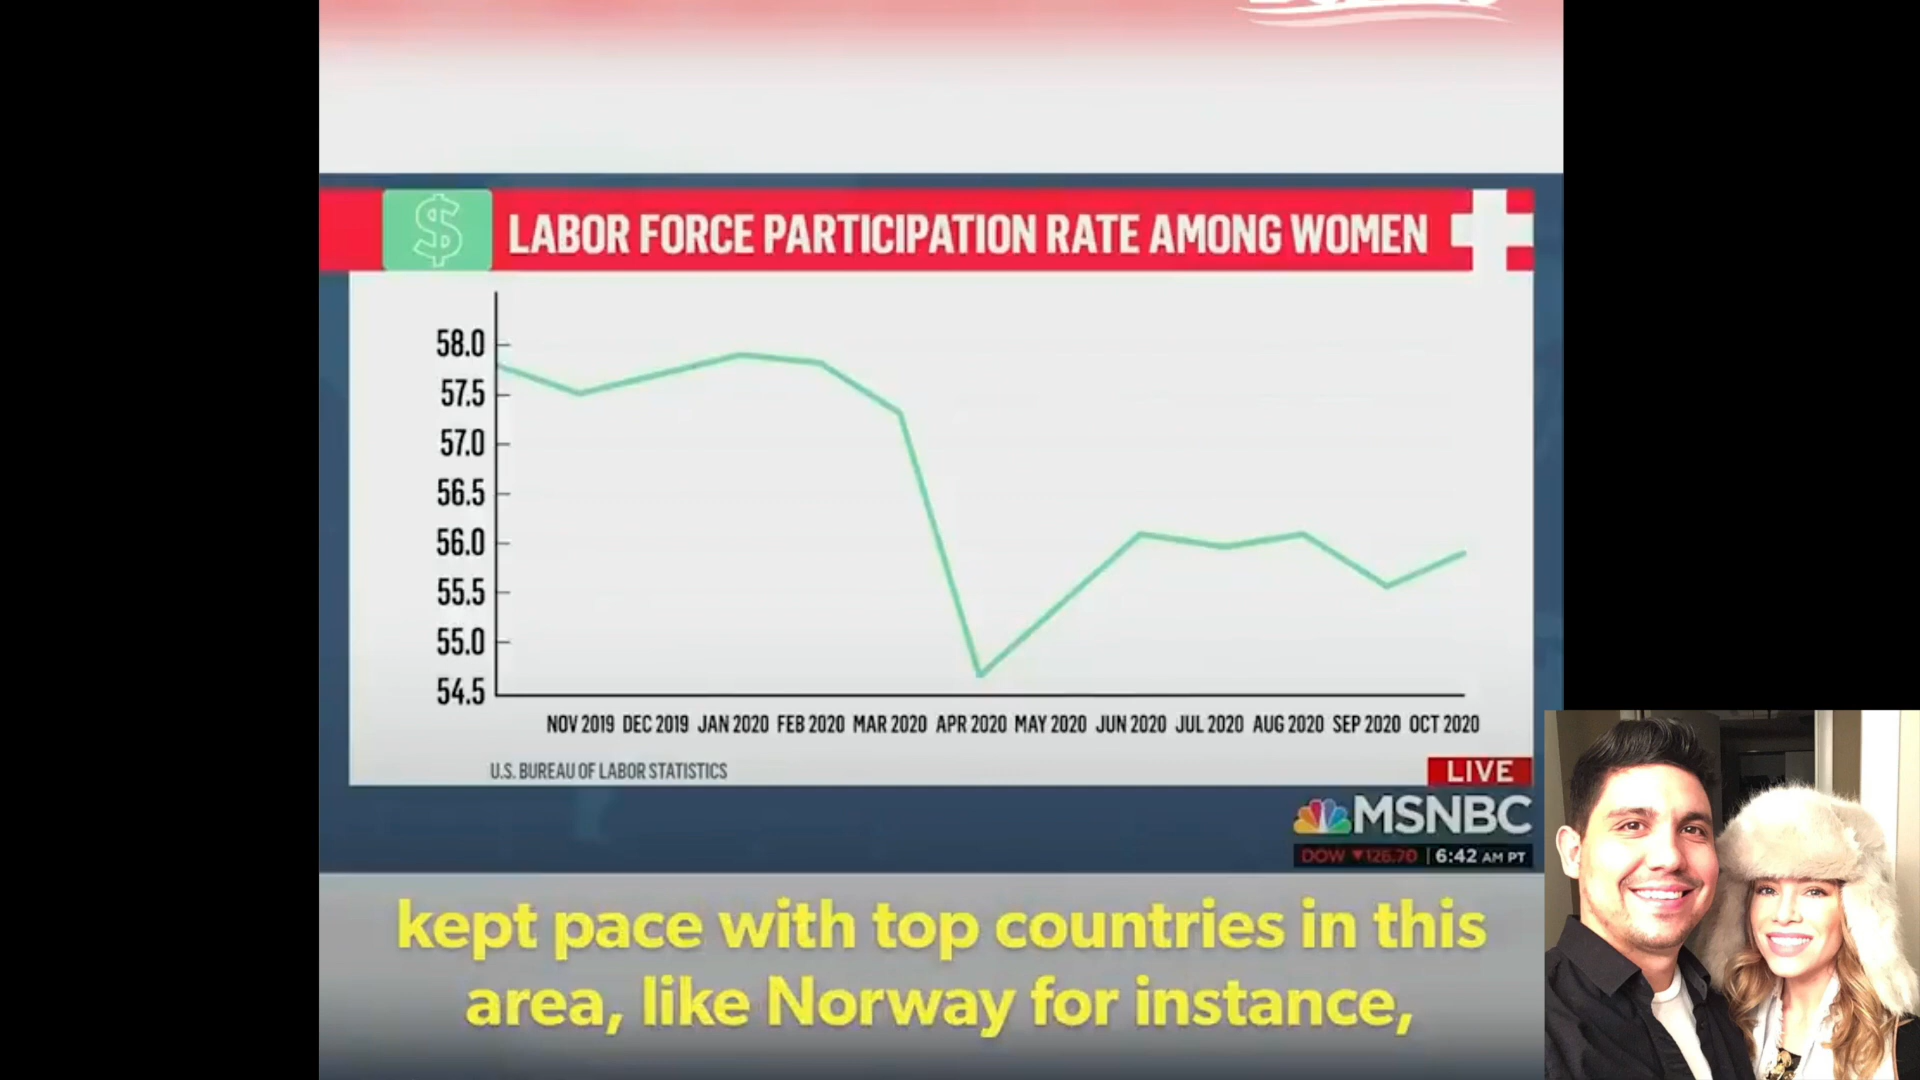 $ LABOR FORCE PARTICIPATION RATE AMONG WOMEN
58.0
57.5
57.0
56.5
56.0
55.5
55.0
54.5
NOV 2019 DEC 2019 JAN 2020 FEB 2020 MAR 2020 APR 2020 MAY 2020 JUN 2020 JUL 2020 AUG 2020 SEP 2020 OCT 2020
U.S. BUREAU OF LABOR STATISTICS
LIVE
MSNBC
DOW ▼126.70 | 6:42 AM PT
kept pace with top countries in this
area, like Norway for instance,